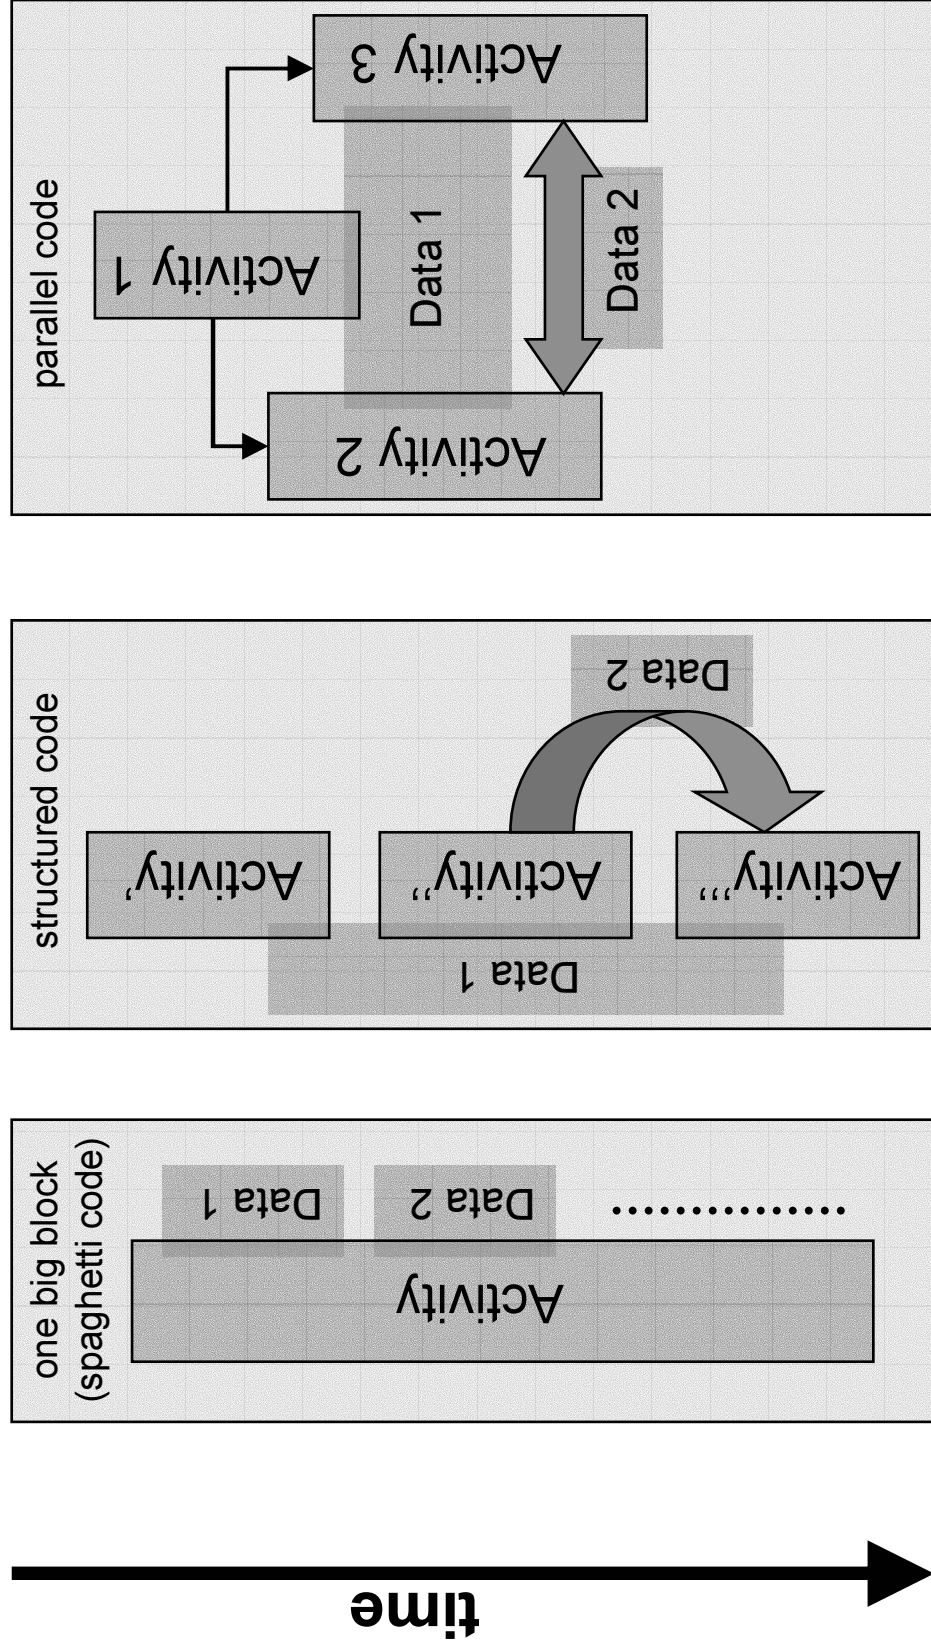 time
one big block
(spaghetti code)
Activity
Data 1
Data 2
structured code
Activity'
Activity''
Activity'''
Data 1
Data 2
parallel code
Activity 1
Activity 2
Activity 3
Data 1
Data 2